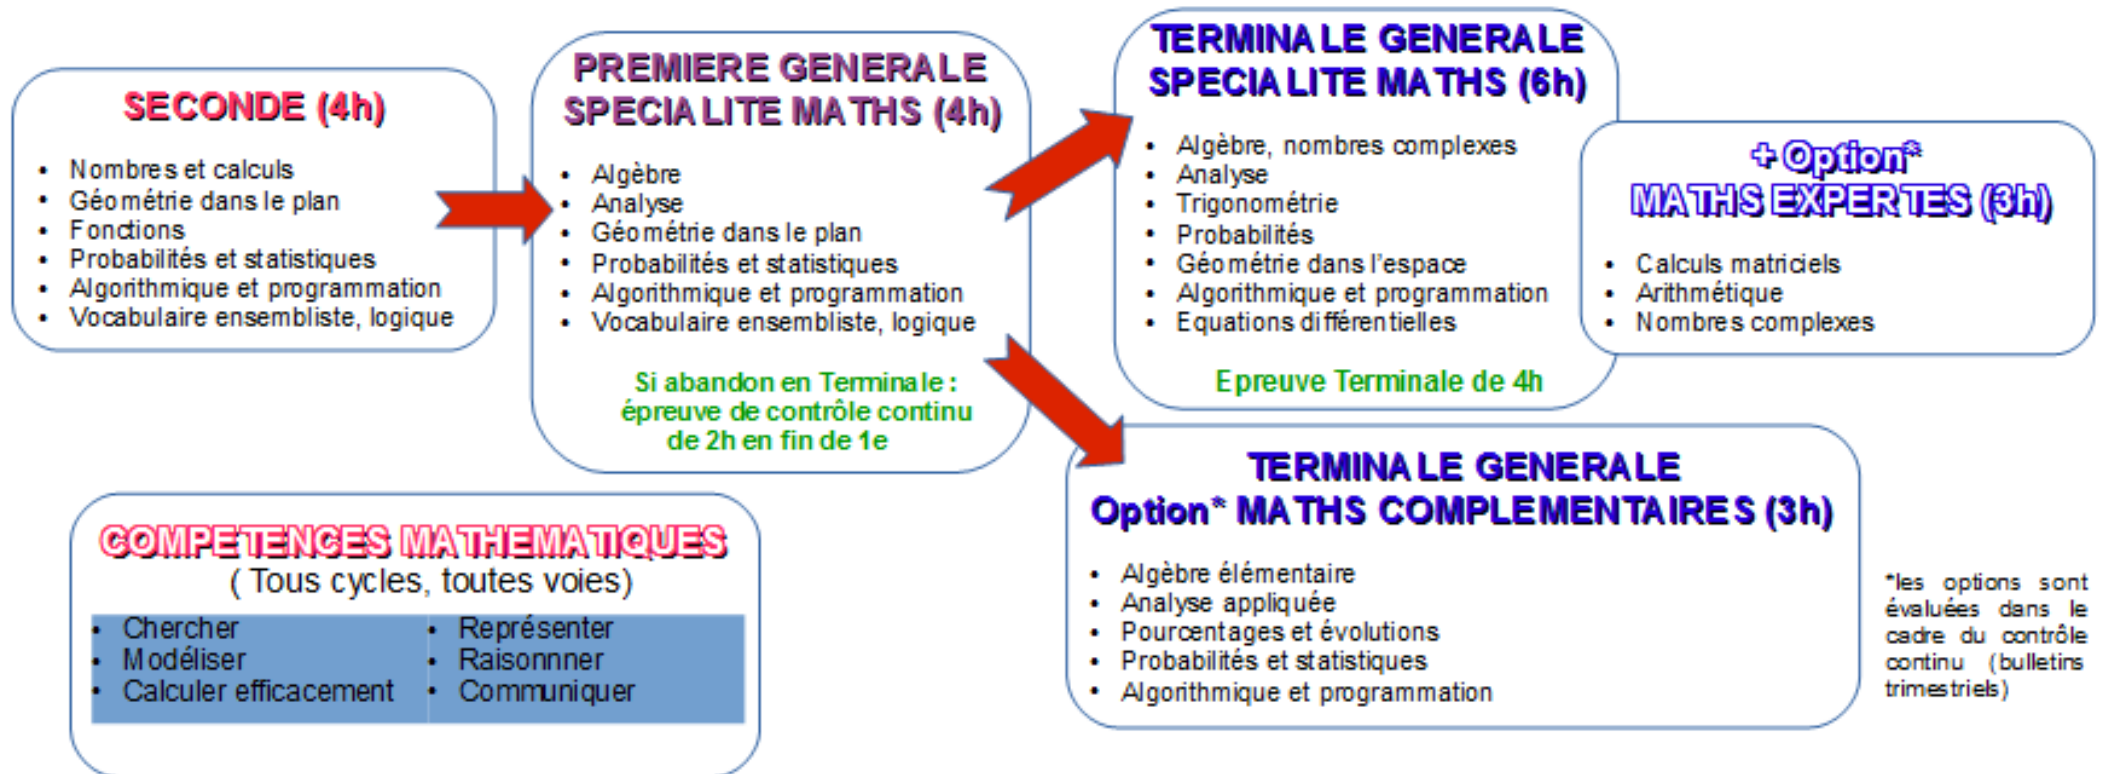 SECONDE (4h)
• Nombres et calculs
• Géométrie dans le plan
• Fonctions
• Probabilités et statistiques
• Algorithmique et programmation
• Vocabulaire ensembliste, logique
PREMIERE GENERALE
SPECIALITE MATHS (4h)
• Algèbre
• Analyse
• Géométrie dans le plan
• Probabilités et statistiques
• Algorithmique et programmation
• Vocabulaire ensembliste, logique
Si abandon en Terminale :
épreuve de contrôle continu
de 2h en fin de 1e
TERMINALE GENERALE
SPECIALITE MATHS (6h)
• Algèbre, nombres complexes
• Analyse
• Trigonométrie
• Probabilités
• Géométrie dans l’espace
• Algorithmique et programmation
• Equations différentielles
Epreuve Terminale de 4h
+ Option*
MATHS EXPERTES (3h)
• Calculs matriciels
• Arithmétique
• Nombres complexes
TERMINALE GENERALE
Option* MATHS COMPLEMENTAIRES (3h)
• Algèbre élémentaire
• Analyse appliquée
• Pourcentages et évolutions
• Probabilités et statistiques
• Algorithmique et programmation
*les options sont
évaluées dans le
cadre du contrôle
continu (bulletins
trimestriels)
COMPETENCES MATHEMATIQUES
( Tous cycles, toutes voies)
• Chercher
• Modéliser
• Calculer efficacement
• Représenter
• Raisonnner
• Communiquer